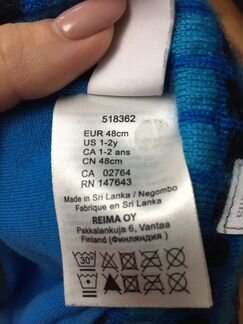 518362
EUR 48cm
US 1-2y
CA 1-2 ans
CN 48cm
CA 02764
RN 147643
Made in Sri Lanka / Negombo
Fabriqué en Sri Lanka
REIMA OY
Pakkalankuja 6, Vantaa
Finland (Финляндия)
30°